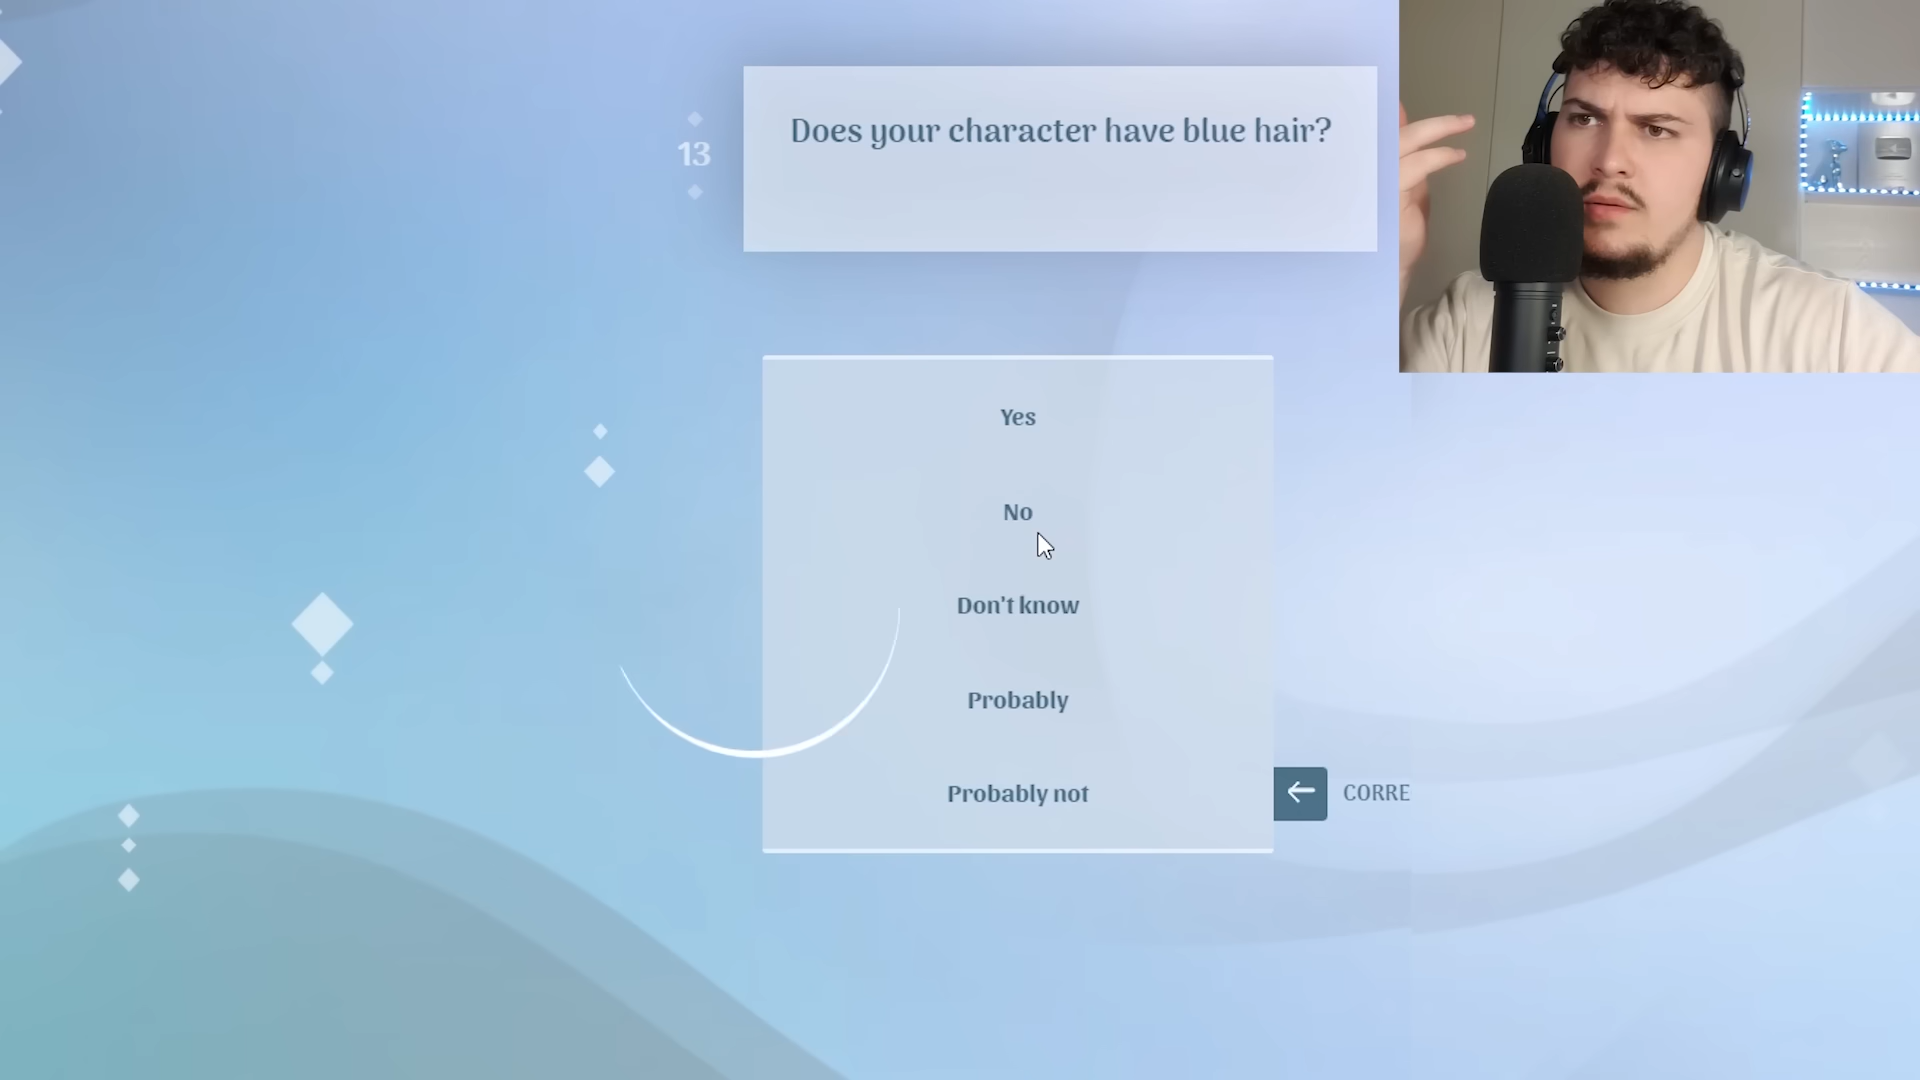 Does your character have blue hair?
13
Yes
No
Don't know
Probably
Probably not
CORRE